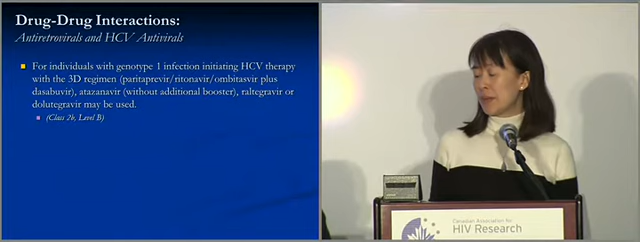 Drug-Drug Interactions:
Antiretrovirals and HCV Antivirals
For individuals with genotype 1 infection initiating HCV therapy
with the 3D regimen (paritaprevir/ritonavir/ombitasvir plus
dasabuvir), atazanavir (without additional booster), raltegravir or
dolutegravir may be used.
(Class 2b, Level B)
Canadian Association for
HIV Research